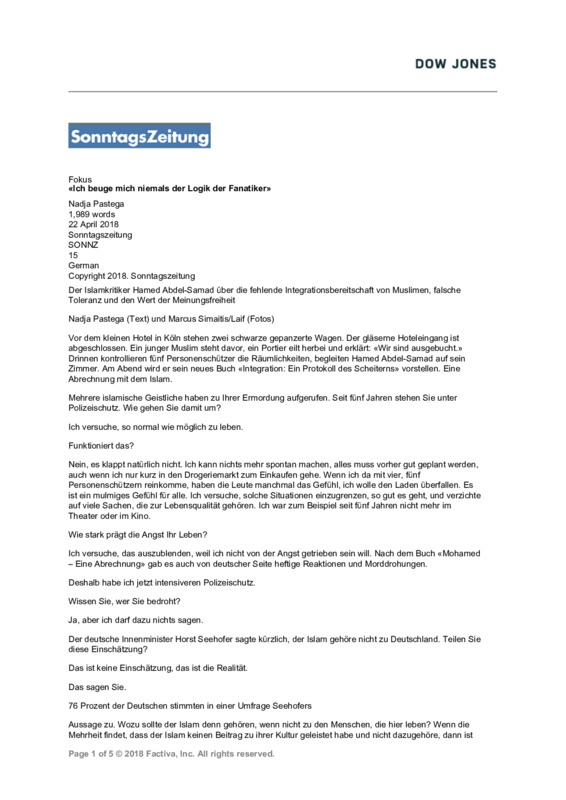 DOW JONES
SonntagsZeitung
Fokus
«Ich beuge mich niemals der Logik der Fanatiker»
Nadja Pastega
1,989 words
22 April 2018
Sonntagszeitung
SONNZ
15
German
Copyright 2018. Sonntagszeitung
Der Islamkritiker Hamed Abdel-Samad über die fehlende Integrationsbereitschaft von Muslimen, falsche
Toleranz und den Wert der Meinungsfreiheit
Nadja Pastega (Text) und Marcus Simaitis/Laif (Fotos)
Vor dem kleinen Hotel in Köln stehen zwei schwarze gepanzerte Wagen. Der gläserne Hoteleingang ist
abgeschlossen. Ein junger Muslim steht davor, ein Portier eilt herbei und erklärt: «Wir sind ausgebucht.»
Drinnen kontrollieren fünf Personenschützer die Räumlichkeiten, begleiten Hamed Abdel-Samad auf sein
Zimmer. Am Abend wird er sein neues Buch «Integration: Ein Protokoll des Scheiterns» vorstellen. Eine
Abrechnung mit dem Islam.
Mehrere islamische Geistliche haben zu Ihrer Ermordung aufgerufen. Seit fünf Jahren stehen Sie unter
Polizeischutz. Wie gehen Sie damit um?
Ich versuche, so normal wie möglich zu leben.
Funktioniert das?
Nein, es klappt natürlich nicht. Ich kann nichts mehr spontan machen, alles muss vorher gut geplant werden,
auch wenn ich nur kurz in den Drogeriemarkt zum Einkaufen gehe. Wenn ich da mit vier, fünf
Personenschützern reinkomme, haben die Leute manchmal das Gefühl, ich wolle den Laden überfallen. Es
ist ein mulmiges Gefühl für alle. Ich versuche, solche Situationen einzugrenzen, so gut es geht, und verzichte
auf viele Sachen, die zur Lebensqualität gehören. Ich war zum Beispiel seit fünf Jahren nicht mehr im
Theater oder im Kino.
Wie stark prägt die Angst Ihr Leben?
Ich versuche, das auszublenden, weil ich nicht von der Angst getrieben sein will. Nach dem Buch «Mohamed
– Eine Abrechnung» gab es auch von deutscher Seite heftige Reaktionen und Morddrohungen.
Deshalb habe ich jetzt intensiveren Polizeischutz.
Wissen Sie, wer Sie bedroht?
Ja, aber ich darf dazu nichts sagen.
Der deutsche Innenminister Horst Seehofer sagte kürzlich, der Islam gehöre nicht zu Deutschland. Teilen Sie
diese Einschätzung?
Das ist keine Einschätzung, das ist die Realität.
Das sagen Sie.
76 Prozent der Deutschen stimmten in einer Umfrage Seehofers
Aussage zu. Wozu sollte der Islam denn gehören, wenn nicht zu den Menschen, die hier leben? Wenn die
Mehrheit findet, dass der Islam keinen Beitrag zu ihrer Kultur geleistet habe und nicht dazugehöre, dann ist
Page 1 of 5 © 2018 Factiva, Inc. All rights reserved.